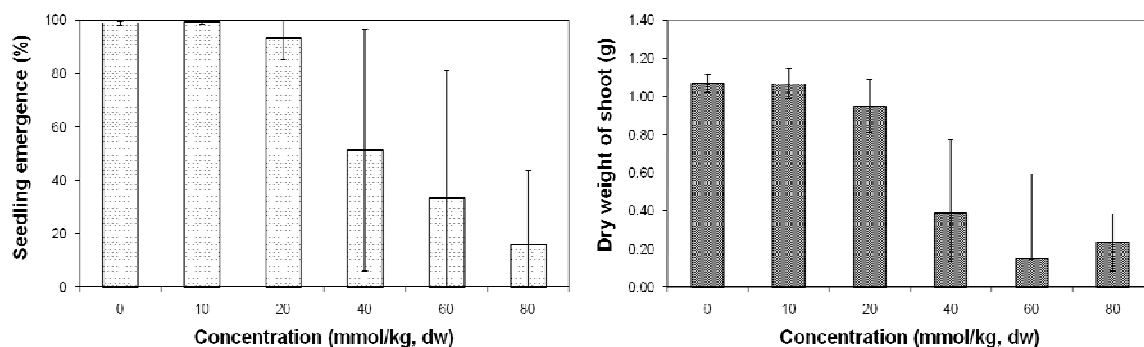 Seedling emergence (%)
100
80
60
40
20
0
0 10 20 40 60 80
Concentration (mmol/kg, dw)
Dry weight of shoot (g)
1.40
1.20
1.00
0.80
0.60
0.40
0.20
0.00
0 10 20 40 60 80
Concentration (mmol/kg, dw)